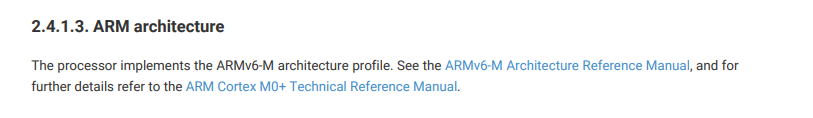 2.4.1.3. ARM architecture
The processor implements the ARMv6-M architecture profile. See the ARMv6-M Architecture Reference Manual, and for
further details refer to the ARM Cortex M0+ Technical Reference Manual.